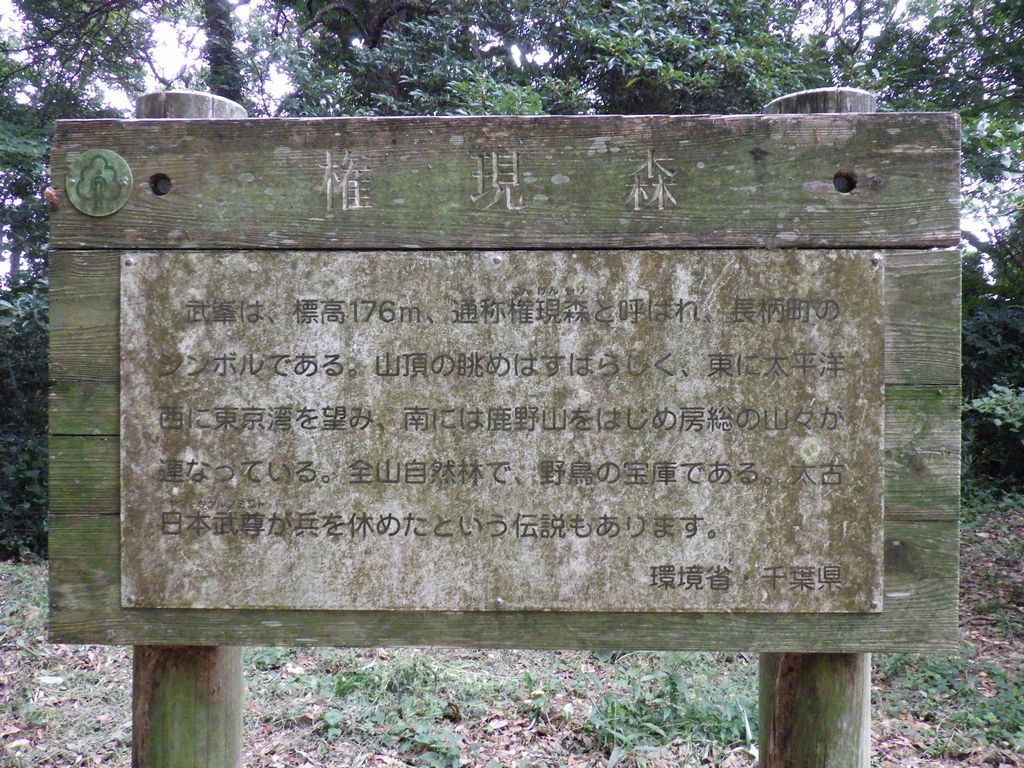 権現森
武峯は、標高176m、通称権現森と呼ばれ、長柄町の
シンボルである。山頂の眺めはすばらしく、東に太平洋
西に東京湾を望み、南には鹿野山をはじめ房総の山々が
連なっている。全山自然林で、野鳥の宝庫である。太古
日本武尊が兵を休めたという伝説もあります。
環境省・千葉県